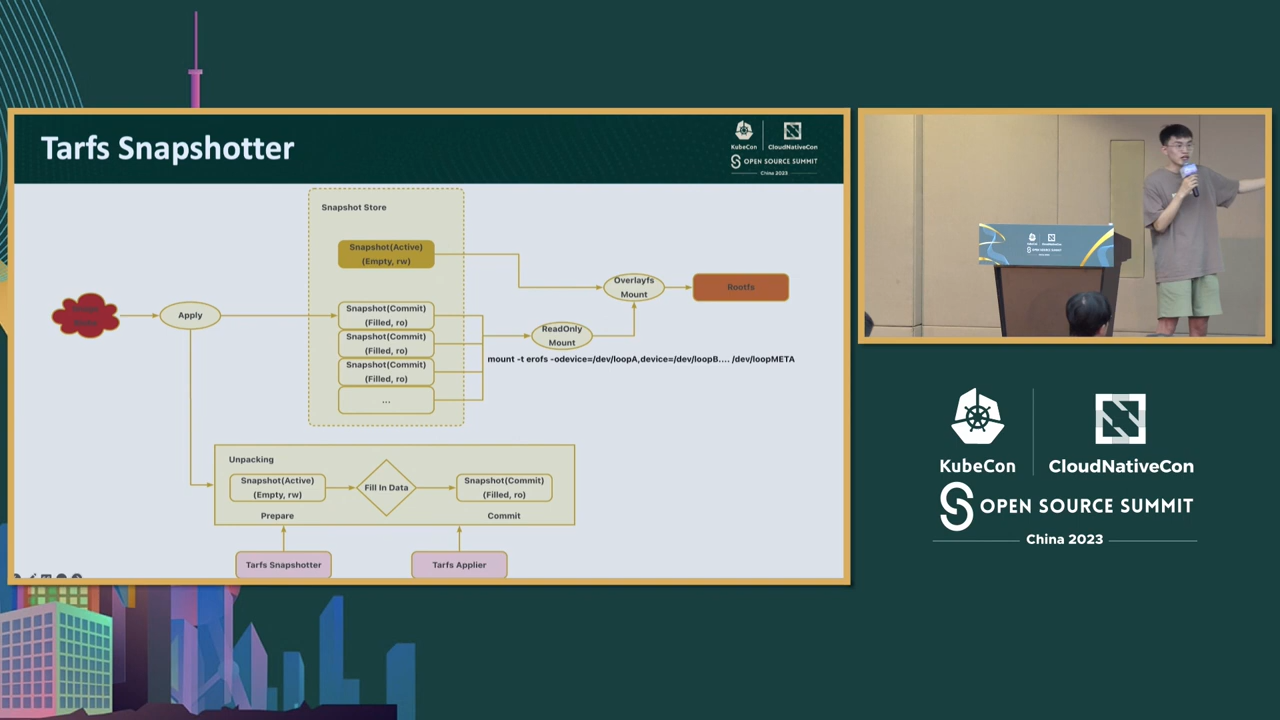 Tarfs Snapshotter
KubeCon
CloudNativeCon
OPEN SOURCE SUMMIT
China 2023
Snapshot Store
Snapshot(Active)
(Empty, rw)
Snapshot(Commit)
(Filled, ro)
Snapshot(Commit)
(Filled, ro)
Snapshot(Commit)
(Filled, ro)
...
Apply
Overlayfs
Mount
Rootfs
ReadOnly
Mount
mount -t erofs -odevice=/dev/loopA,device=/dev/loopB.... /dev/loopMETA
Unpacking
Snapshot(Active)
(Empty, rw)
Fill In Data
Snapshot(Commit)
(Filled, ro)
Prepare
Commit
Tarfs Snapshotter
Tarfs Applier
KubeCon
CloudNativeCon
OPEN SOURCE SUMMIT
China 2023